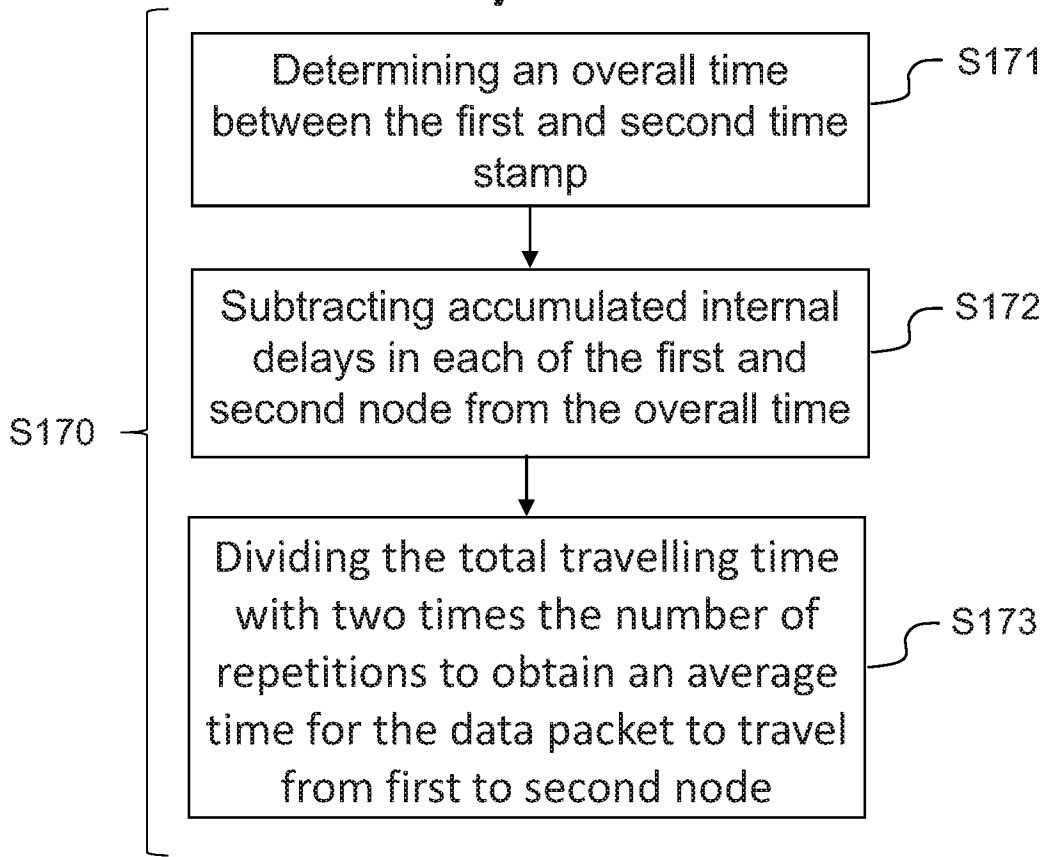 Determining an overall time
between the first and second time
stamp
S171
Subtracting accumulated internal
delays in each of the first and
second node from the overall time
S172
S170
Dividing the total travelling time
with two times the number of
repetitions to obtain an average
time for the data packet to travel
from first to second node
S173